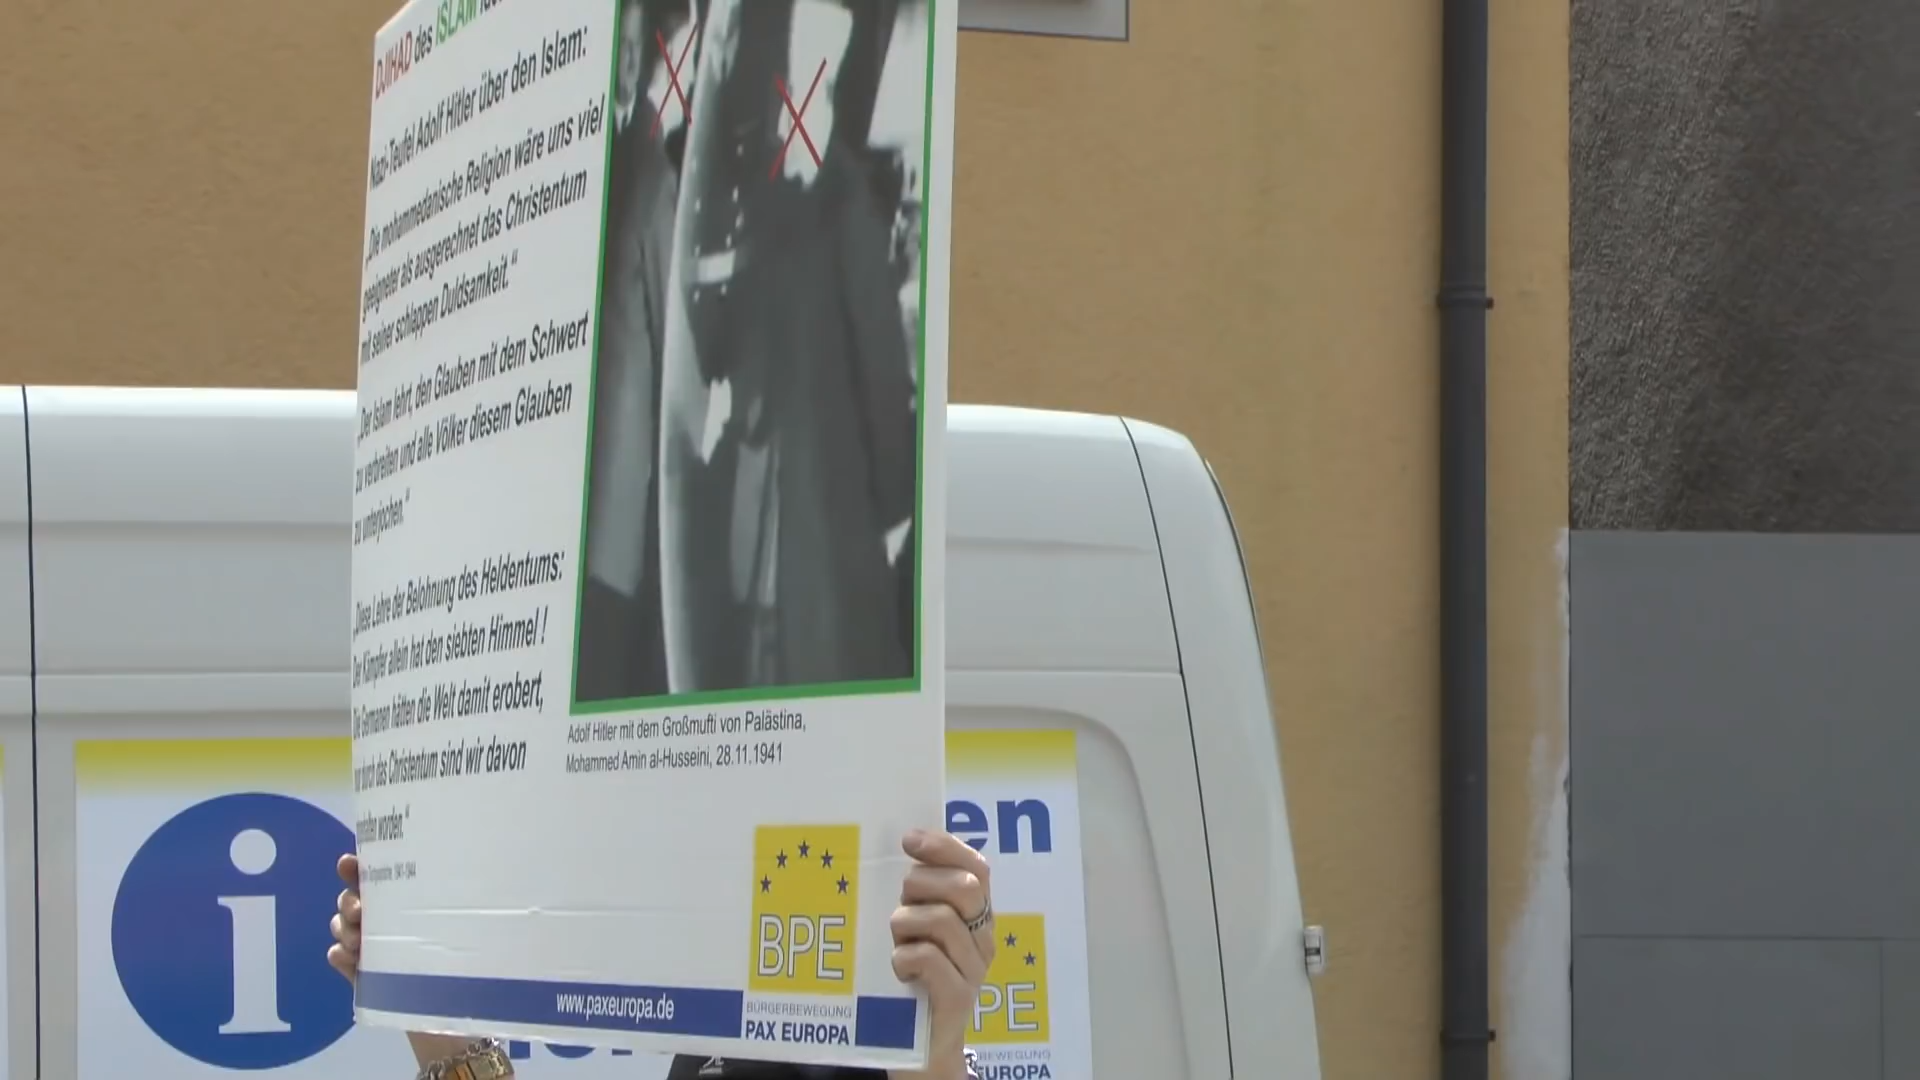 DJIHAD des ISLAM
Nazi-Teufel Adolf Hitler über den Islam:
„Die mohammedanische Religion wäre uns viel
geeigneter als ausgerechnet das Christentum
mit seiner schlappen Duldsamkeit.“
„Der Islam lehrt, den Glauben mit dem Schwert
zu verbreiten und alle Völker diesem Glauben
zu unterjochen.“
„Diese Lehre der Belohnung des Heldentums:
Der Kämpfer allein hat den siebten Himmel !
Die Germanen hätten die Welt damit erobert,
nur durch das Christentum sind wir davon
worden.“
1941-1944
Adolf Hitler mit dem Großmufti von Palästina,
Mohammed Amin al-Husseini, 28.11.1941
BPE
www.paxeuropa.de
BÜRGERBEWEGUNG
PAX EUROPA
i
en
PE
BEWEGUNG
EUROPA